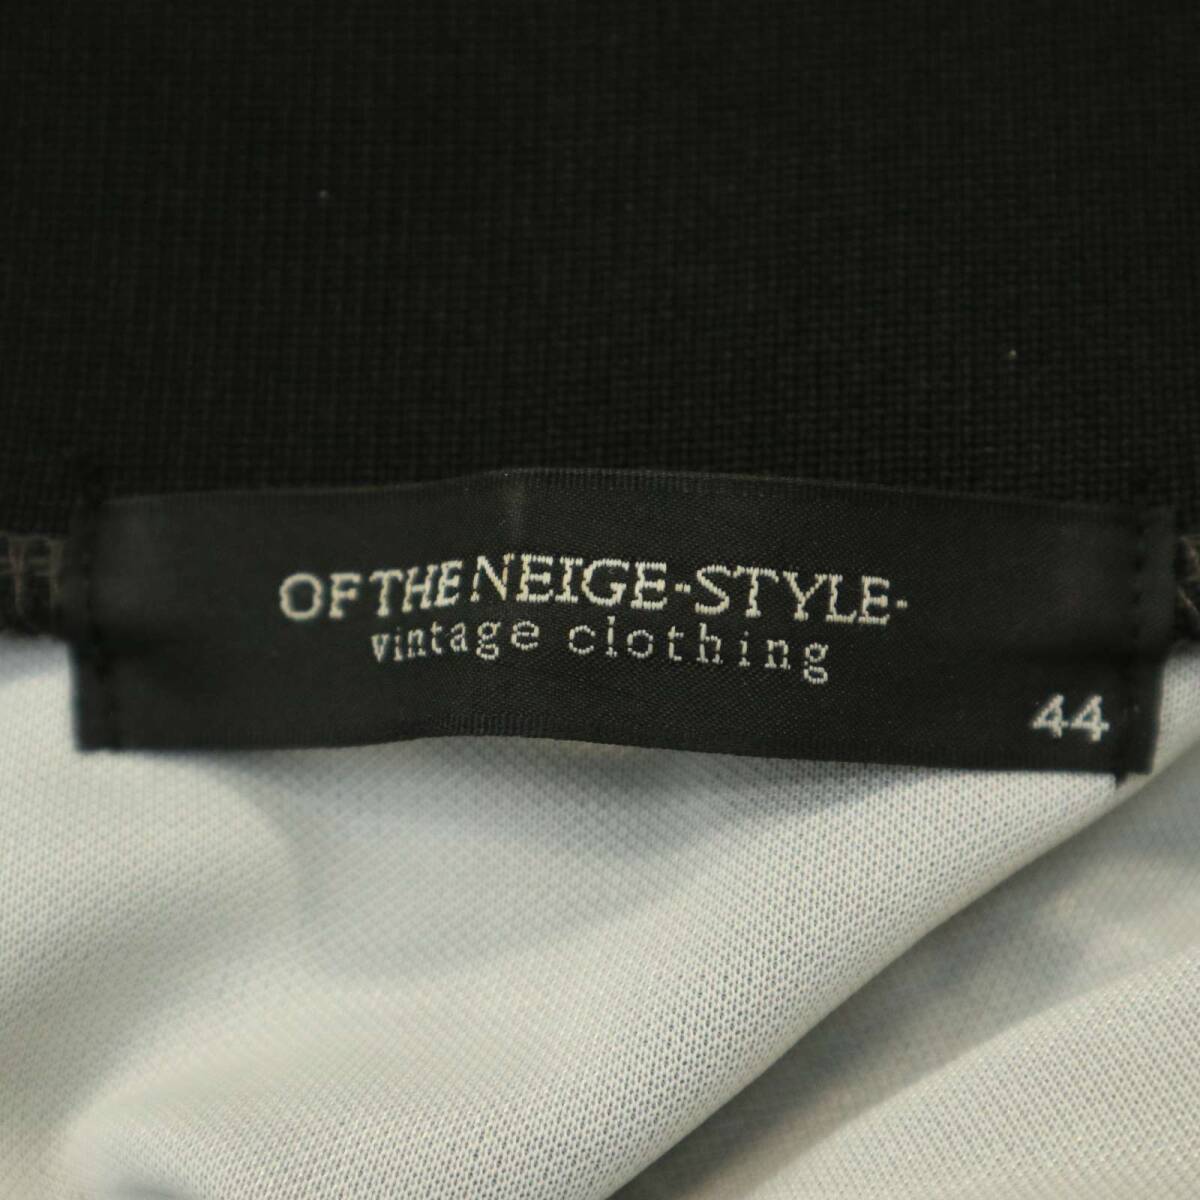 OF THE NEIGE-STYLE-
vintage clothing
44